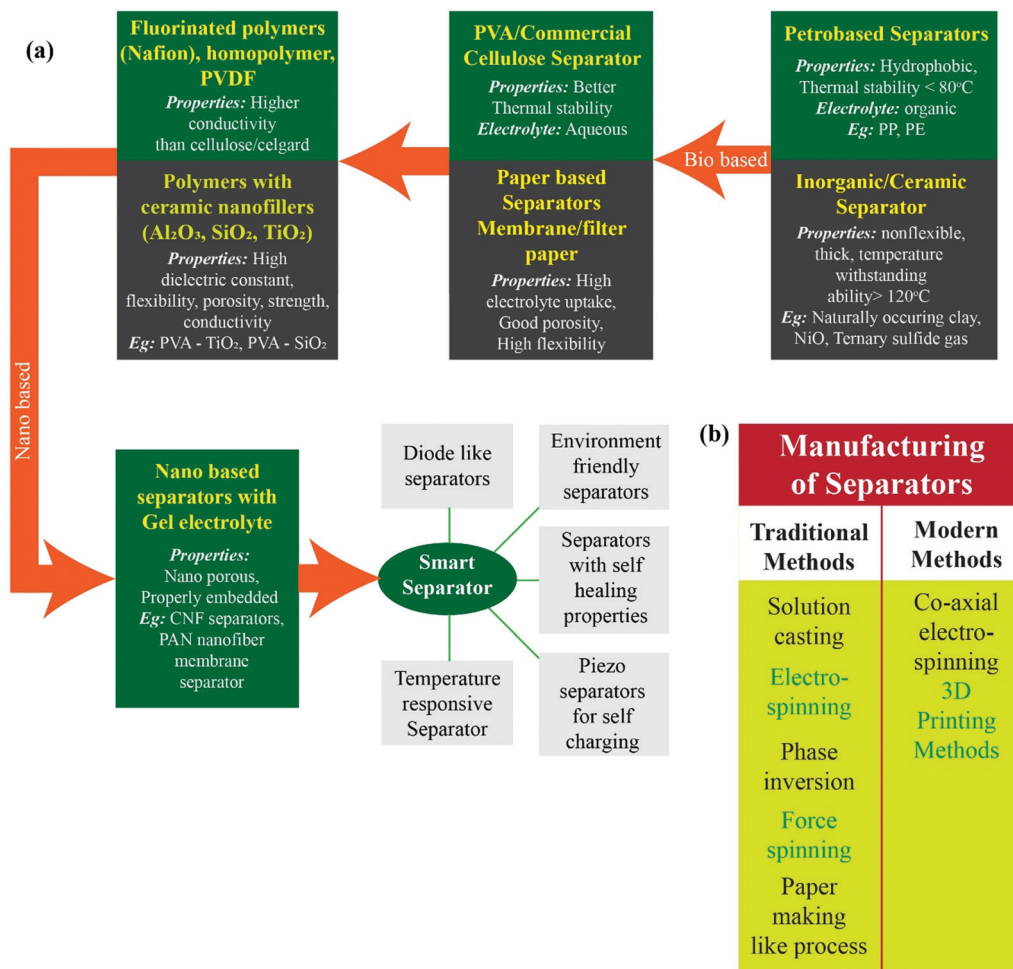 (a)
Fluorinated polymers
(Nafion), homopolymer,
PVDF
Properties: Higher
conductivity
than cellulose/celgard
Polymers with
ceramic nanofillers
(Al₂O₃, SiO₂, TiO₂)
Properties: High
dielectric constant,
flexibility, porosity, strength,
conductivity
Eg: PVA - TiO₂, PVA - SiO₂
PVA/Commercial
Cellulose Separator
Properties: Better
Thermal stability
Electrolyte: Aqueous
Paper based
Separators
Membrane/filter
paper
Properties: High
electrolyte uptake,
Good porosity,
High flexibility
Bio based
Petrobased Separators
Properties: Hydrophobic,
Thermal stability < 80°C
Electrolyte: organic
Eg: PP, PE
Inorganic/Ceramic
Separator
Properties: nonflexible,
thick, temperature
withstanding
ability> 120°C
Eg: Naturally occuring clay,
NiO, Ternary sulfide gas
Nano based
Nano based
separators with
Gel electrolyte
Properties:
Nano porous,
Properly embedded
Eg: CNF separators,
PAN nanofiber
membrane
separator
Diode like
separators
Environment
friendly
separators
Smart
Separator
Separators
with self
healing
properties
Temperature
responsive
Separator
Piezo
separators
for self
charging
(b)
Manufacturing
of Separators
Traditional
Methods
Solution
casting
Electro-
spinning
Phase
inversion
Force
spinning
Paper
making
like process
Modern
Methods
Co-axial
electro-
spinning
3D
Printing
Methods